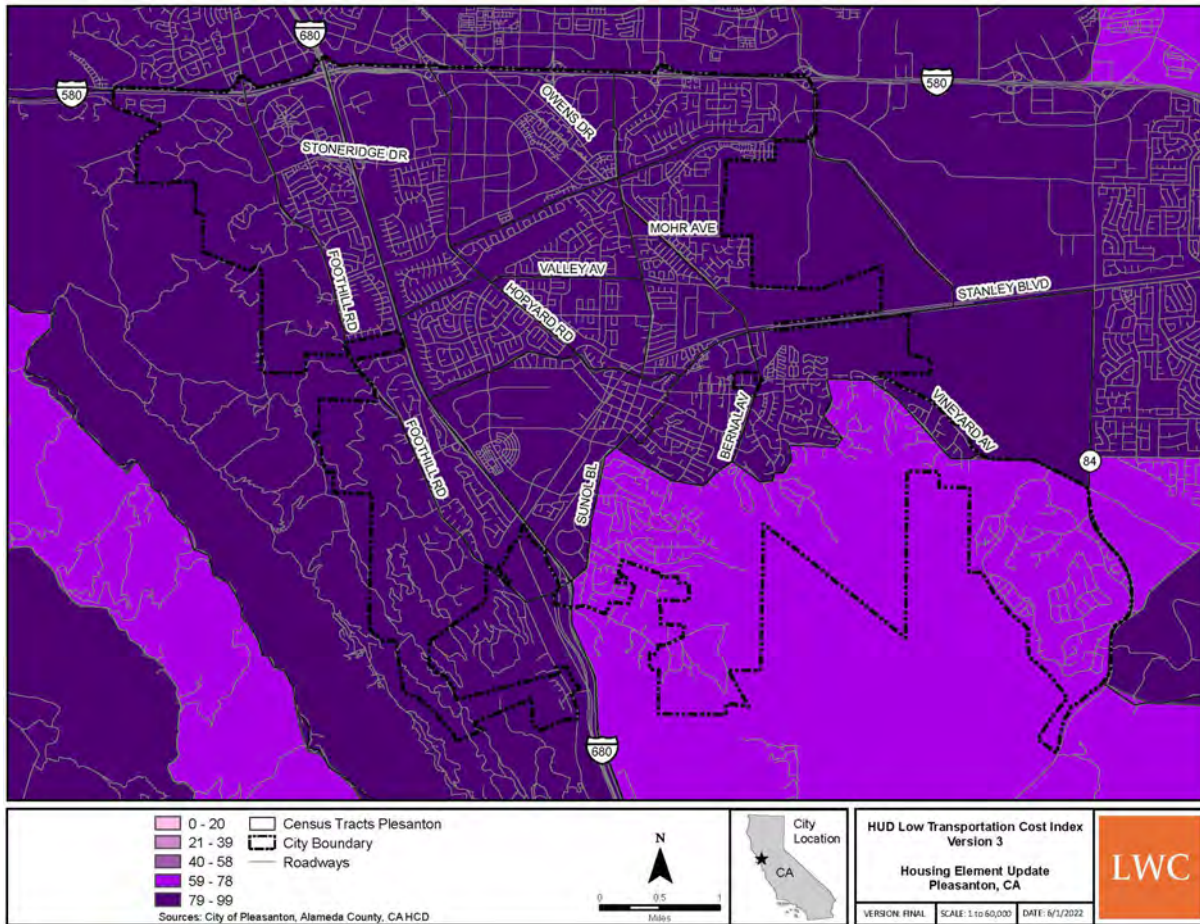 680
580
580
OWENS DR
STONERIDGE DR
MOHR AVE
FOOTHILL RD
VALLEY AV
HOPYARD RD
STANLEY BLVD
BERNAL AV
VINEYARD AV
FOOTHILL RD
SUNOL BL
84
680
0 - 20
21 - 39
40 - 58
59 - 78
79 - 99
Census Tracts Plesanton
City Boundary
Roadways
Sources: City of Pleasanton, Alameda County, CA HCD
N
0 0.5 1
Miles
City
Location
CA
HUD Low Transportation Cost Index
Version 3
Housing Element Update
Pleasanton, CA
VERSION: FINAL
SCALE: 1 to 60,000
DATE: 6/1/2022
LWC